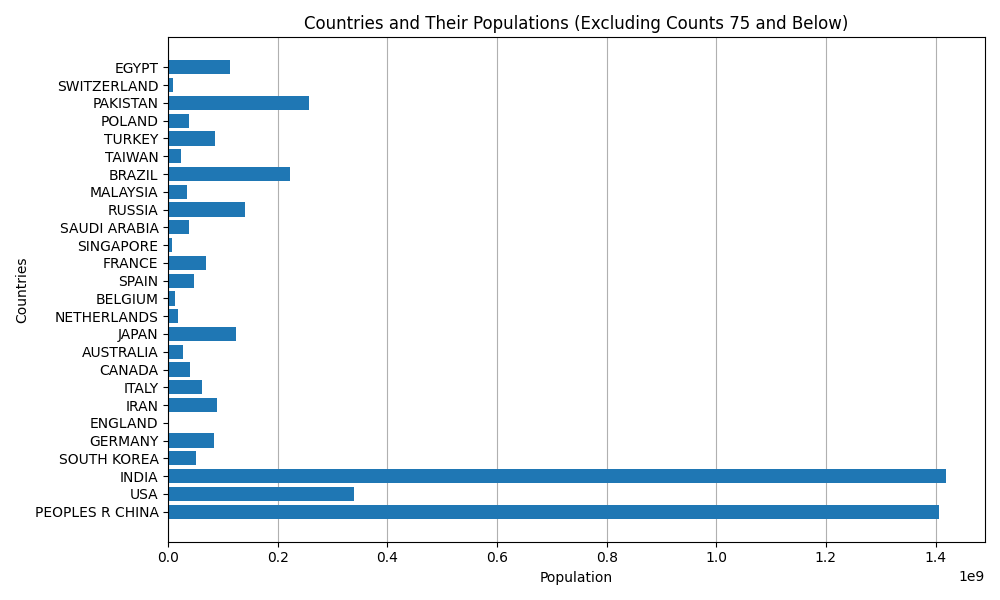 Countries and Their Populations (Excluding Counts 75 and Below)
EGYPT
SWITZERLAND
PAKISTAN
POLAND
TURKEY
TAIWAN
BRAZIL
MALAYSIA
RUSSIA
SAUDI ARABIA
SINGAPORE
FRANCE
SPAIN
BELGIUM
NETHERLANDS
JAPAN
AUSTRALIA
CANADA
ITALY
IRAN
ENGLAND
GERMANY
SOUTH KOREA
INDIA
USA
PEOPLES R CHINA
Countries
0.0 0.2 0.4 0.6 0.8 1.0 1.2 1.4
1e9
Population